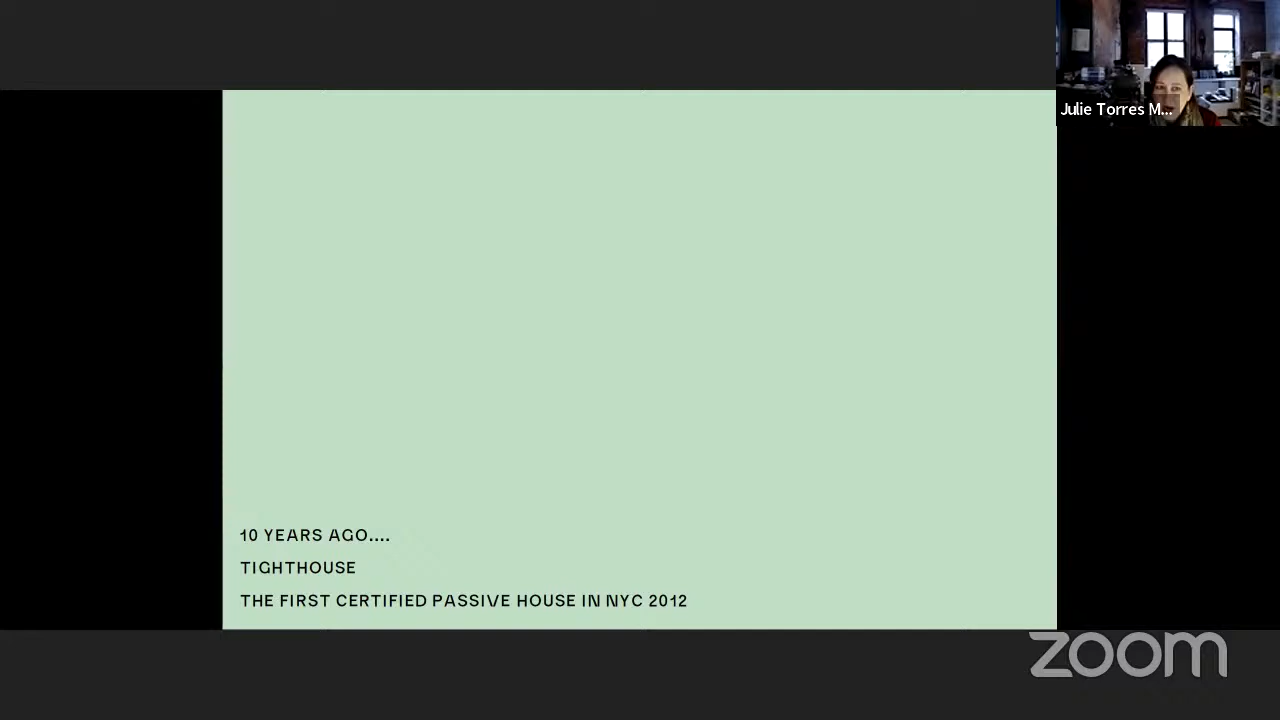 Julie Torres M...
10 YEARS AGO....
TIGHTHOUSE
THE FIRST CERTIFIED PASSIVE HOUSE IN NYC 2012
zoom